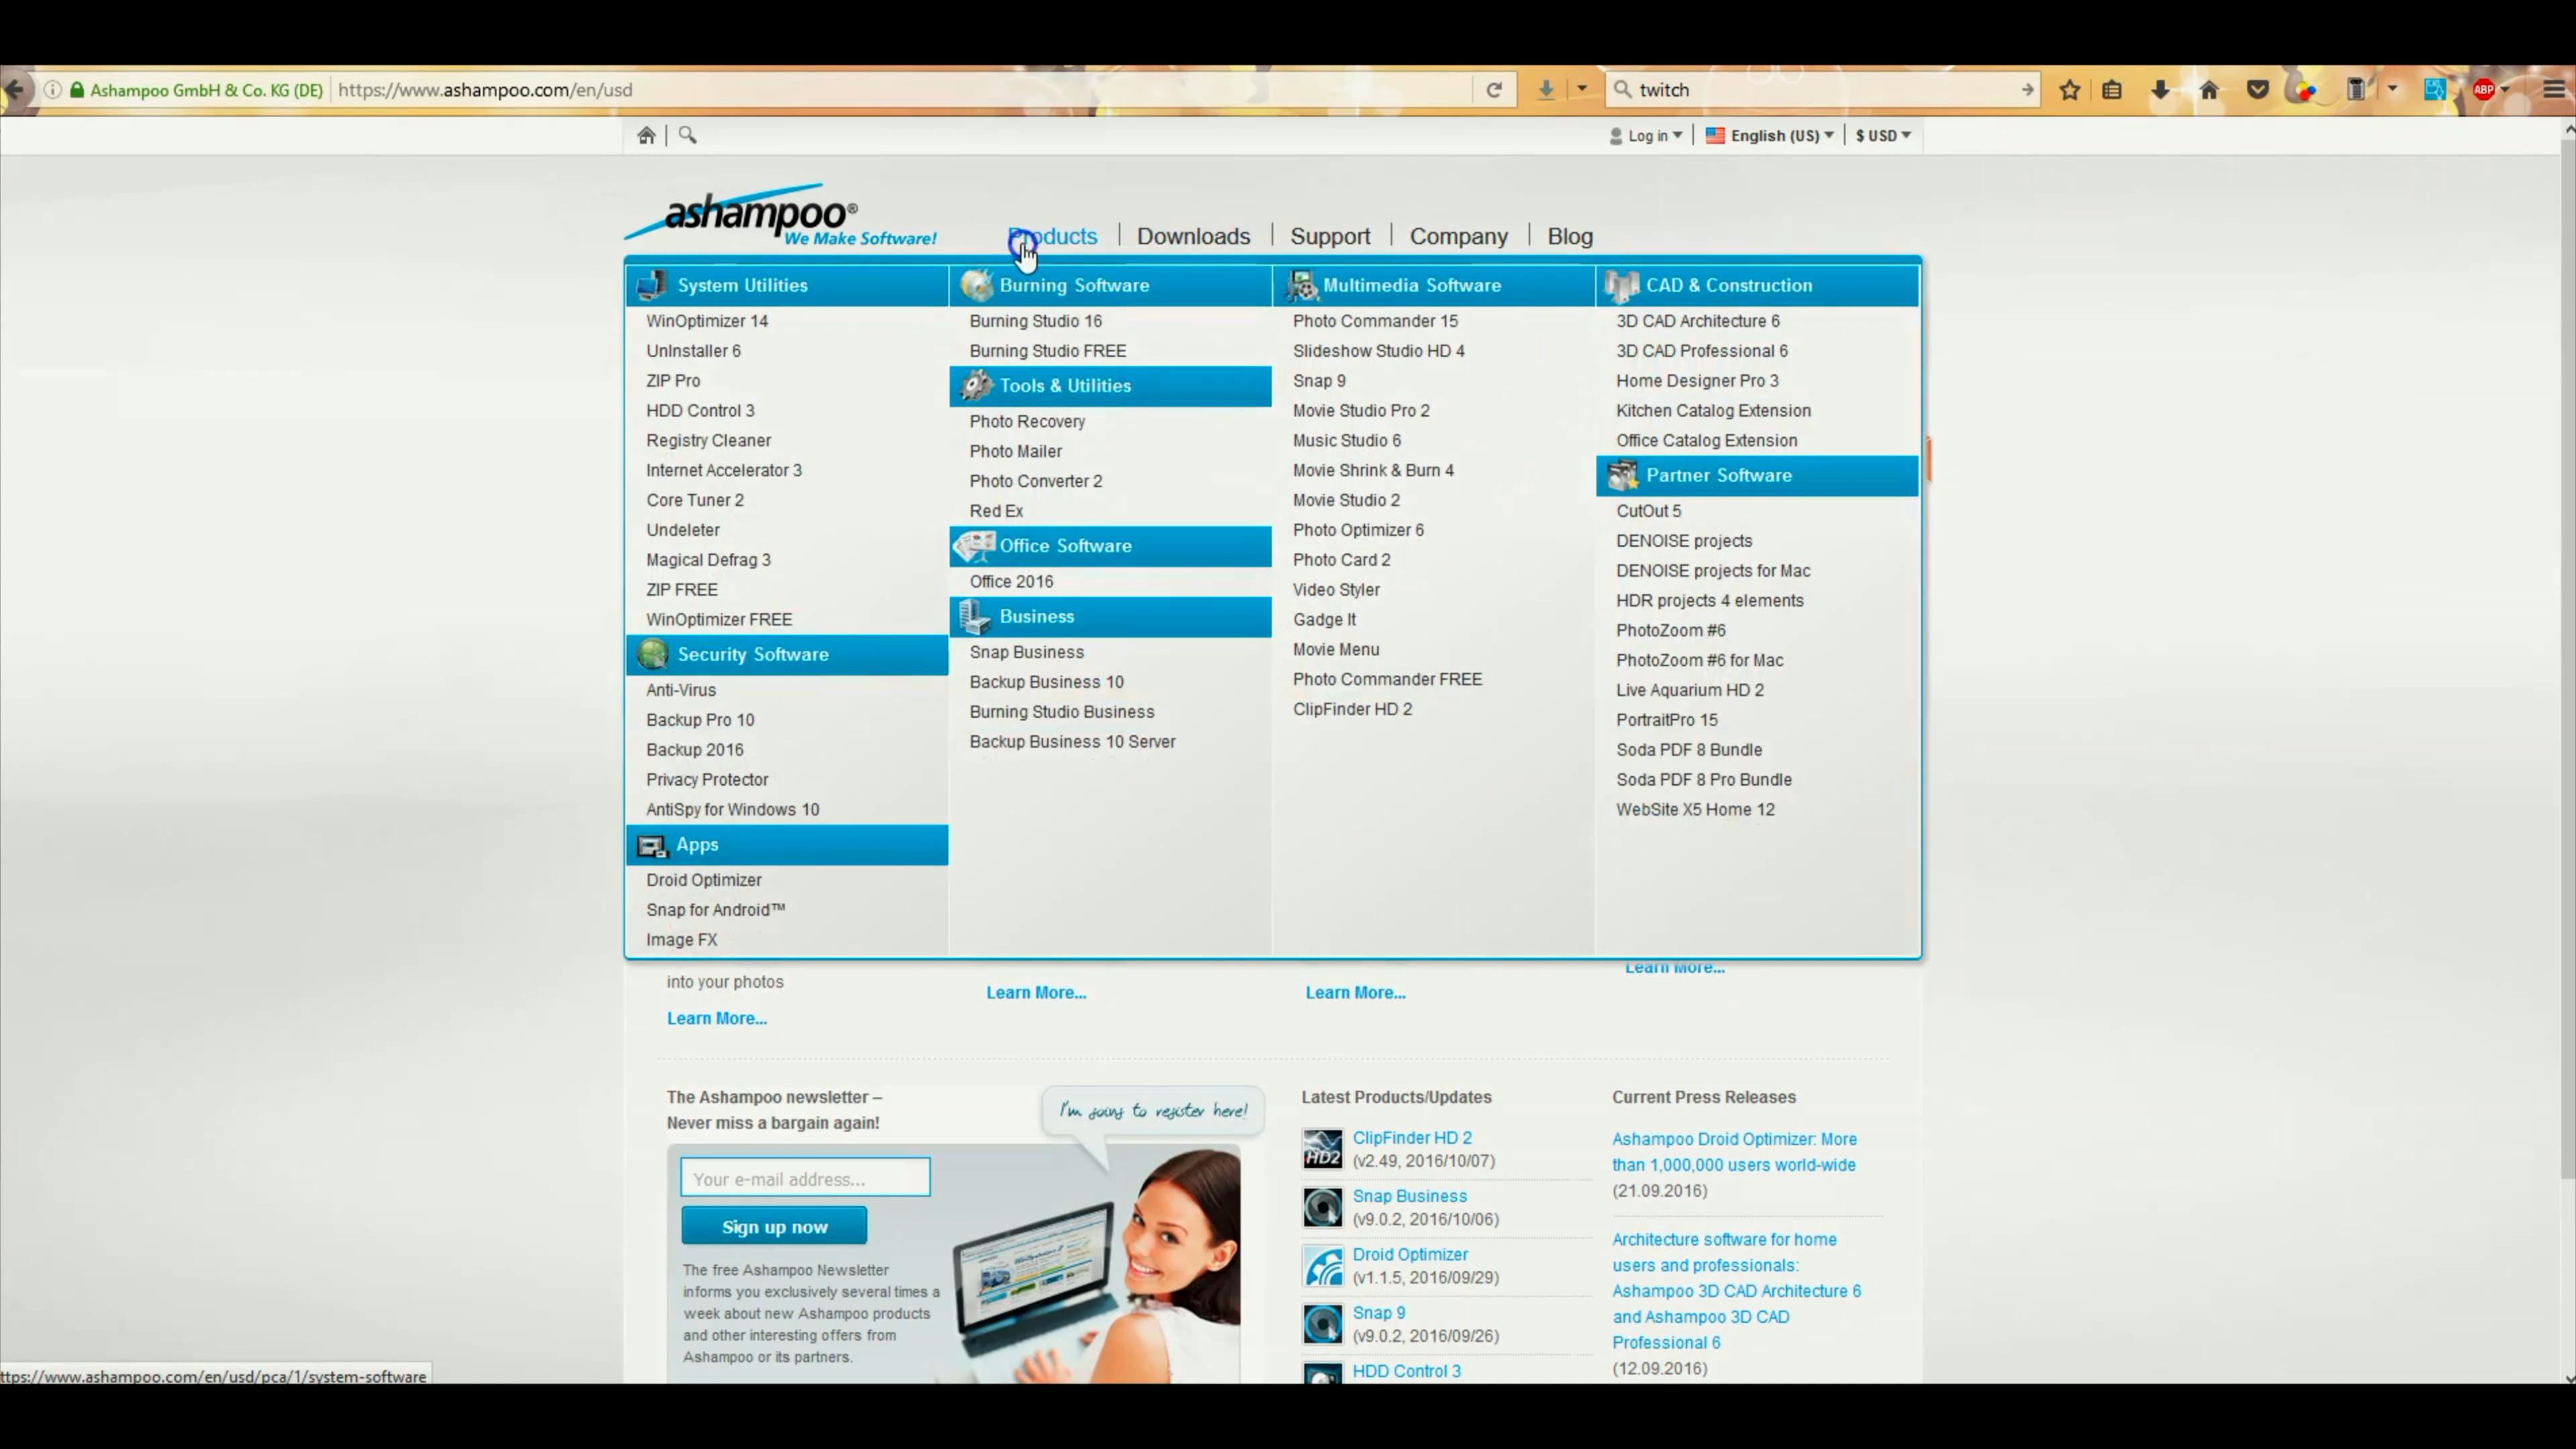 Ashampoo GmbH & Co. KG (DE)
https://www.ashampoo.com/en/usd
twitch
ABP
Log in
English (US)
$ USD
ashampoo®
We Make Software!
Products
Downloads
Support
Company
Blog
System Utilities
WinOptimizer 14
UnInstaller 6
ZIP Pro
HDD Control 3
Registry Cleaner
Internet Accelerator 3
Core Tuner 2
Undeleter
Magical Defrag 3
ZIP FREE
WinOptimizer FREE
Security Software
Anti-Virus
Backup Pro 10
Backup 2016
Privacy Protector
AntiSpy for Windows 10
Apps
Droid Optimizer
Snap for Android™
Image FX
Burning Software
Burning Studio 16
Burning Studio FREE
Tools & Utilities
Photo Recovery
Photo Mailer
Photo Converter 2
Red Ex
Office Software
Office 2016
Business
Snap Business
Backup Business 10
Burning Studio Business
Backup Business 10 Server
Multimedia Software
Photo Commander 15
Slideshow Studio HD 4
Snap 9
Movie Studio Pro 2
Music Studio 6
Movie Shrink & Burn 4
Movie Studio 2
Photo Optimizer 6
Photo Card 2
Video Styler
Gadge It
Movie Menu
Photo Commander FREE
ClipFinder HD 2
CAD & Construction
3D CAD Architecture 6
3D CAD Professional 6
Home Designer Pro 3
Kitchen Catalog Extension
Office Catalog Extension
Partner Software
CutOut 5
DENOISE projects
DENOISE projects for Mac
HDR projects 4 elements
PhotoZoom #6
PhotoZoom #6 for Mac
Live Aquarium HD 2
PortraitPro 15
Soda PDF 8 Bundle
Soda PDF 8 Pro Bundle
WebSite X5 Home 12
into your photos
Learn More...
Learn More...
Learn More...
Learn More...
The Ashampoo newsletter –
Never miss a bargain again!
I'm going to register here!
Your e-mail address...
Sign up now
The free Ashampoo Newsletter
informs you exclusively several times a
week about new Ashampoo products
and other interesting offers from
Ashampoo or its partners.
Latest Products/Updates
HD2
ClipFinder HD 2
(v2.49, 2016/10/07)
Snap Business
(v9.0.2, 2016/10/06)
Droid Optimizer
(v1.1.5, 2016/09/29)
Snap 9
(v9.0.2, 2016/09/26)
HDD Control 3
Current Press Releases
Ashampoo Droid Optimizer: More
than 1,000,000 users world-wide
(21.09.2016)
Architecture software for home
users and professionals:
Ashampoo 3D CAD Architecture 6
and Ashampoo 3D CAD
Professional 6
(12.09.2016)
ttps://www.ashampoo.com/en/usd/pca/1/system-software